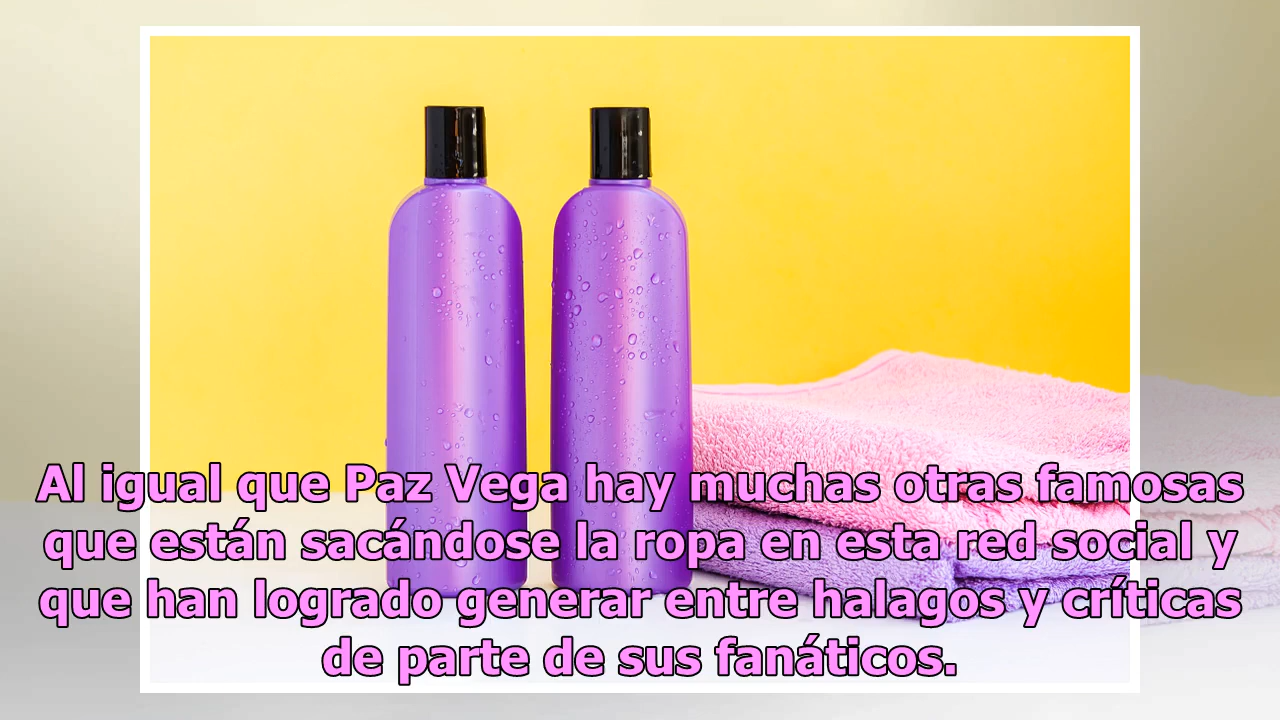 Al igual que Paz Vega hay muchas otras famosas
que están sacándose la ropa en esta red social y
que han logrado generar entre halagos y críticas
de parte de sus fanáticos.